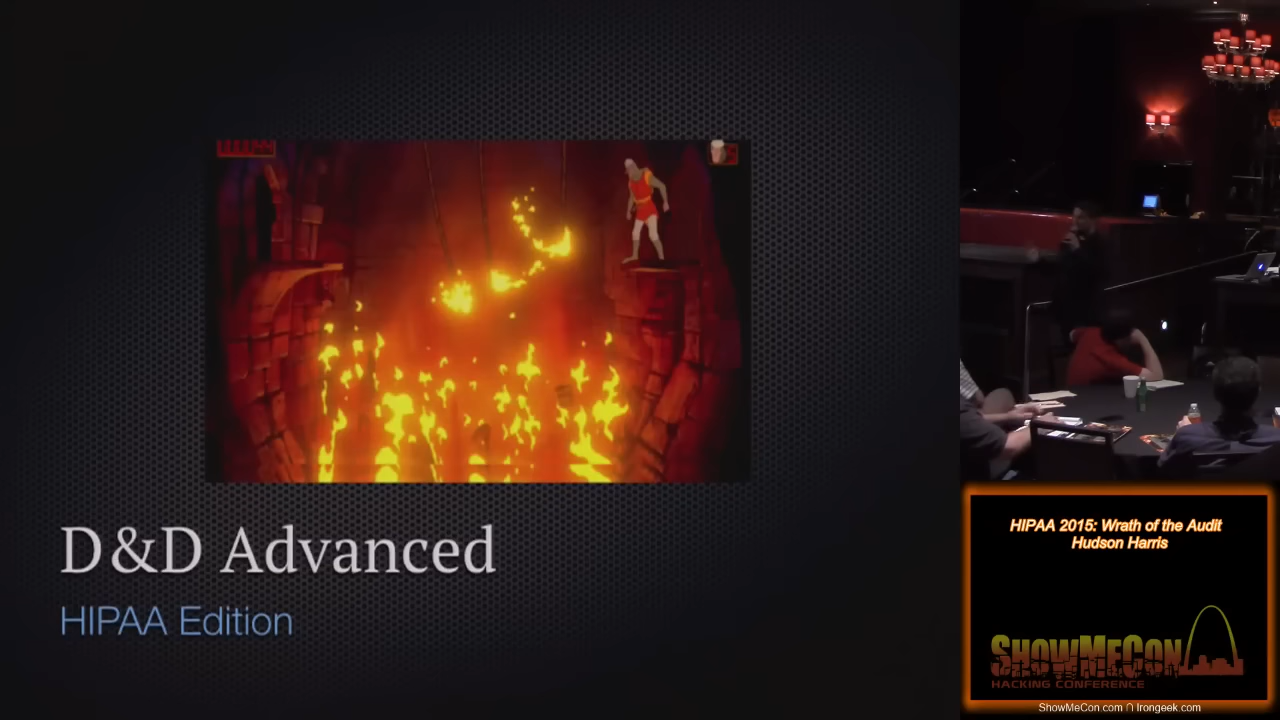 D&D Advanced
HIPAA Edition
HIPAA 2015: Wrath of the Audit
Hudson Harris
SHOWMECON
HACKING CONFERENCE
ShowMeCon.com ∩ Irongeek.com